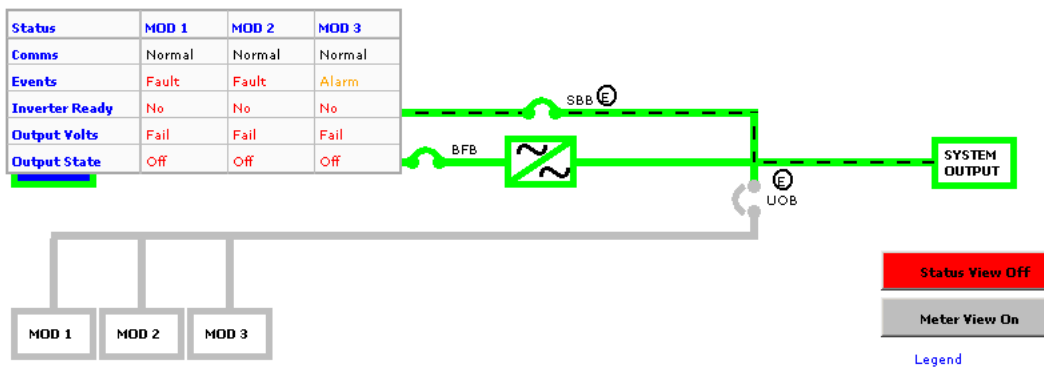 Status MOD 1 MOD 2 MOD 3
Comms Normal Normal Normal
Events Fault Fault Alarm
Inverter Ready No No No
Output Volts Fail Fail Fail
Output State Off Off Off
SBB E
BFB
E
UOB
SYSTEM
OUTPUT
Status View Off
Meter View On
Legend
MOD 1 MOD 2 MOD 3